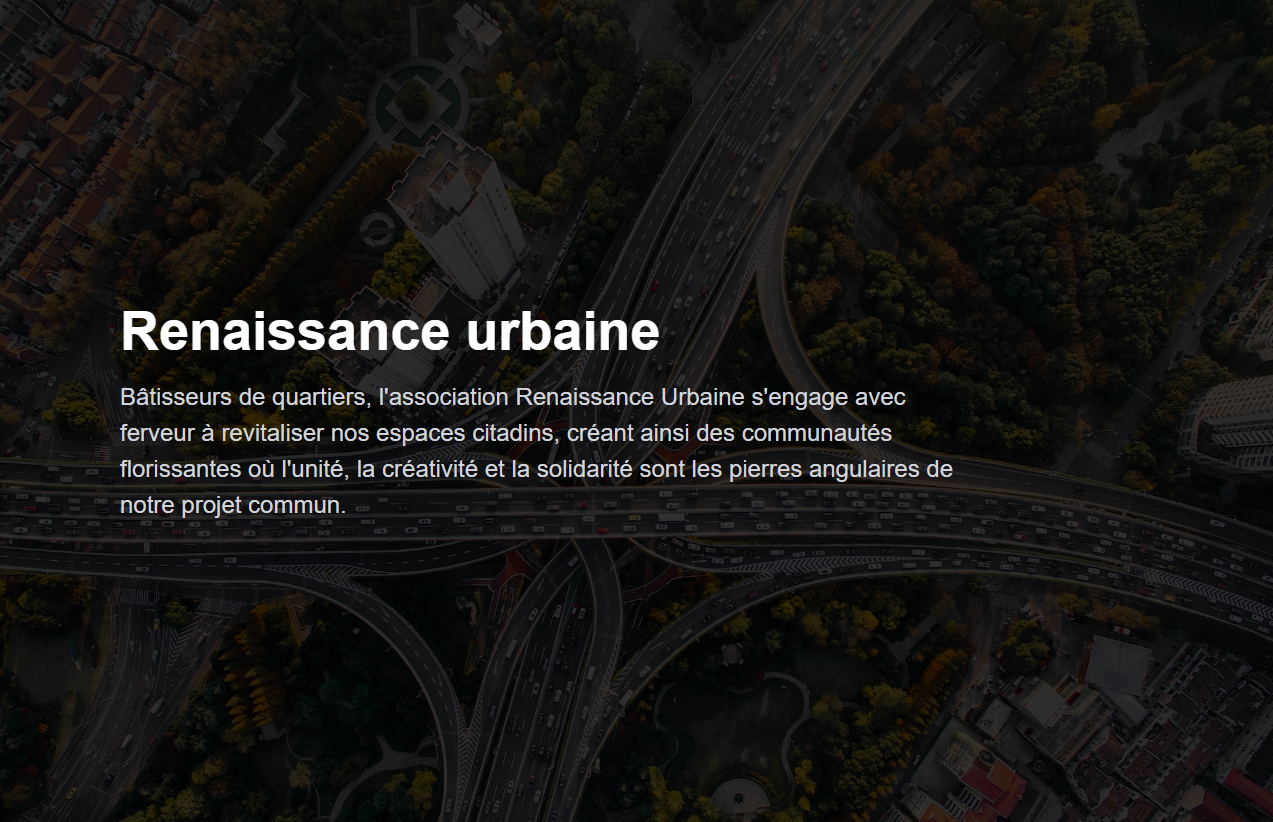 Renaissance urbaine
Bâtisseurs de quartiers, l'association Renaissance Urbaine s'engage avec
ferveur à revitaliser nos espaces citadins, créant ainsi des communautés
florissantes où l'unité, la créativité et la solidarité sont les pierres angulaires de
notre projet commun.